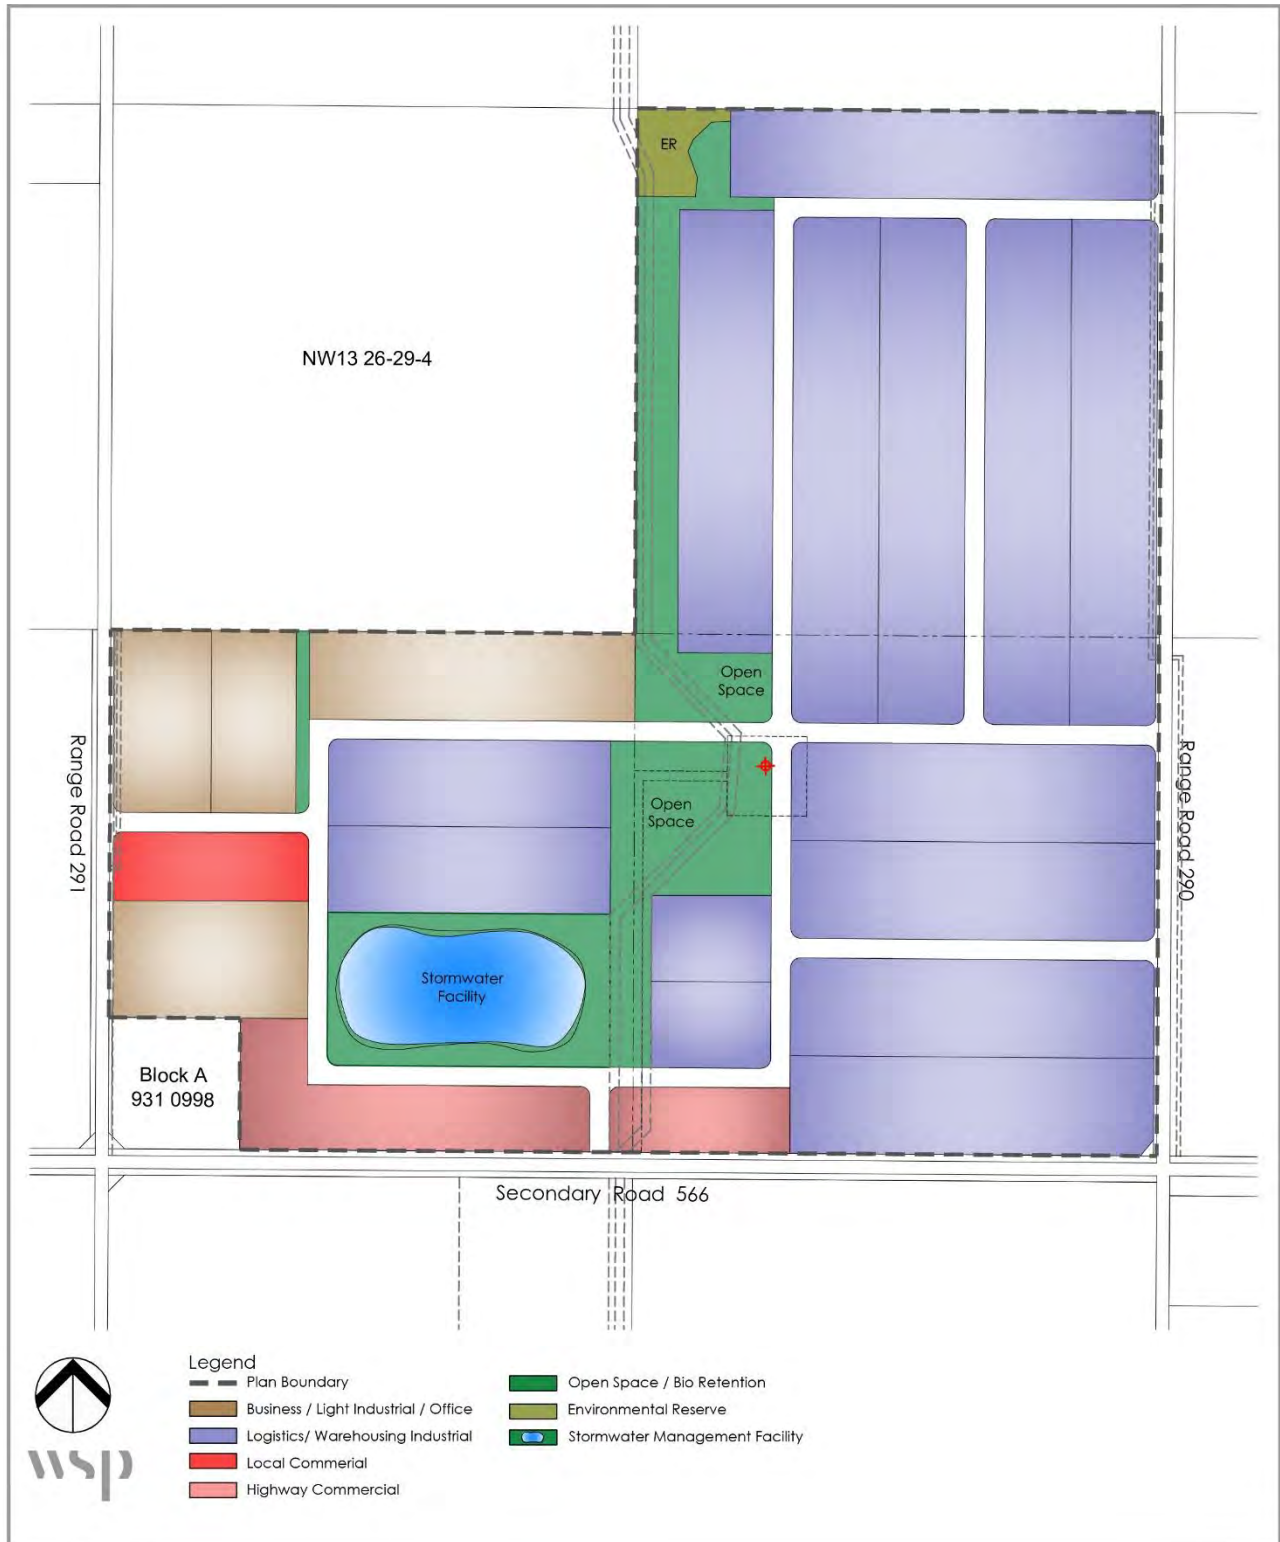 ER
NW13 26-29-4
Open
Space
Range Road 291
Range Road 290
Open
Space
Stormwater
Facility
Block A
931 0998
Secondary Road 566
Legend
Plan Boundary
Business / Light Industrial / Office
Logistics/ Warehousing Industrial
Local Commerial
Highway Commercial
Open Space / Bio Retention
Environmental Reserve
Stormwater Management Facility
wsp